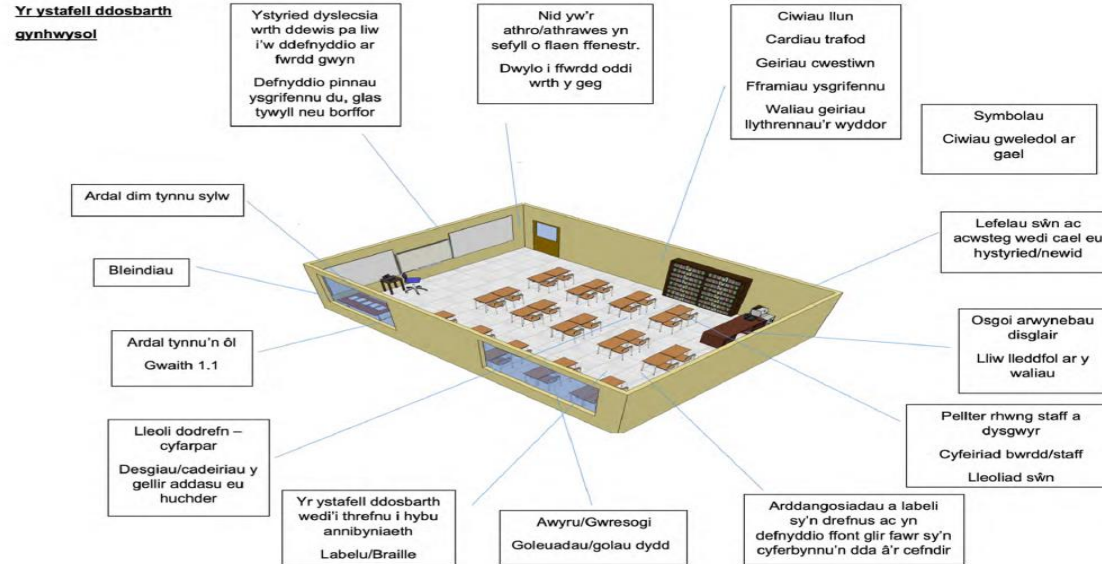 Yr ystafell ddosbarth
gynhwysol
Ystyried dyslecsia
wrth ddewis pa liw
i'w ddefnyddio ar
fwrdd gwyn
Defnyddio pinnau
ysgrifennu du, glas
tywyll neu borffor
Nid yw'r
athro/athrawes yn
sefyll o flaen ffenestr.
Dwylo i ffwrdd oddi
wrth y geg
Ciwiau llun
Cardiau trafod
Geiriau cwestiwn
Fframiau ysgrifennu
Waliau geiriau
llythrennau'r wyddor
Symbolau
Ciwiau gweledol ar
gael
Ardal dim tynnu sylw
Lefelau sŵn ac
acwsteg wedi cael eu
hystyried/newid
Bleindiau
Osgoi arwynebau
disglair
Lliw lleddfol ar y
waliau
Ardal tynnu'n ôl
Gwaith 1.1
Pellter rhwng staff a
dysgwyr
Cyfeiriad bwrdd/staff
Lleoliad sŵn
Lleoli dodrefn –
cyfarpar
Desgiau/cadeiriau y
gellir addasu eu
huchder
Yr ystafell ddosbarth
wedi'i threfnu i hybu
annibyniaeth
Labelu/Braille
Awyru/Gwresogi
Goleuadau/golau dydd
Arddangosiadau a labeli
sy'n drefnus ac yn
defnyddio ffont glir fawr sy'n
cyferbynnu'n dda â'r cefndir